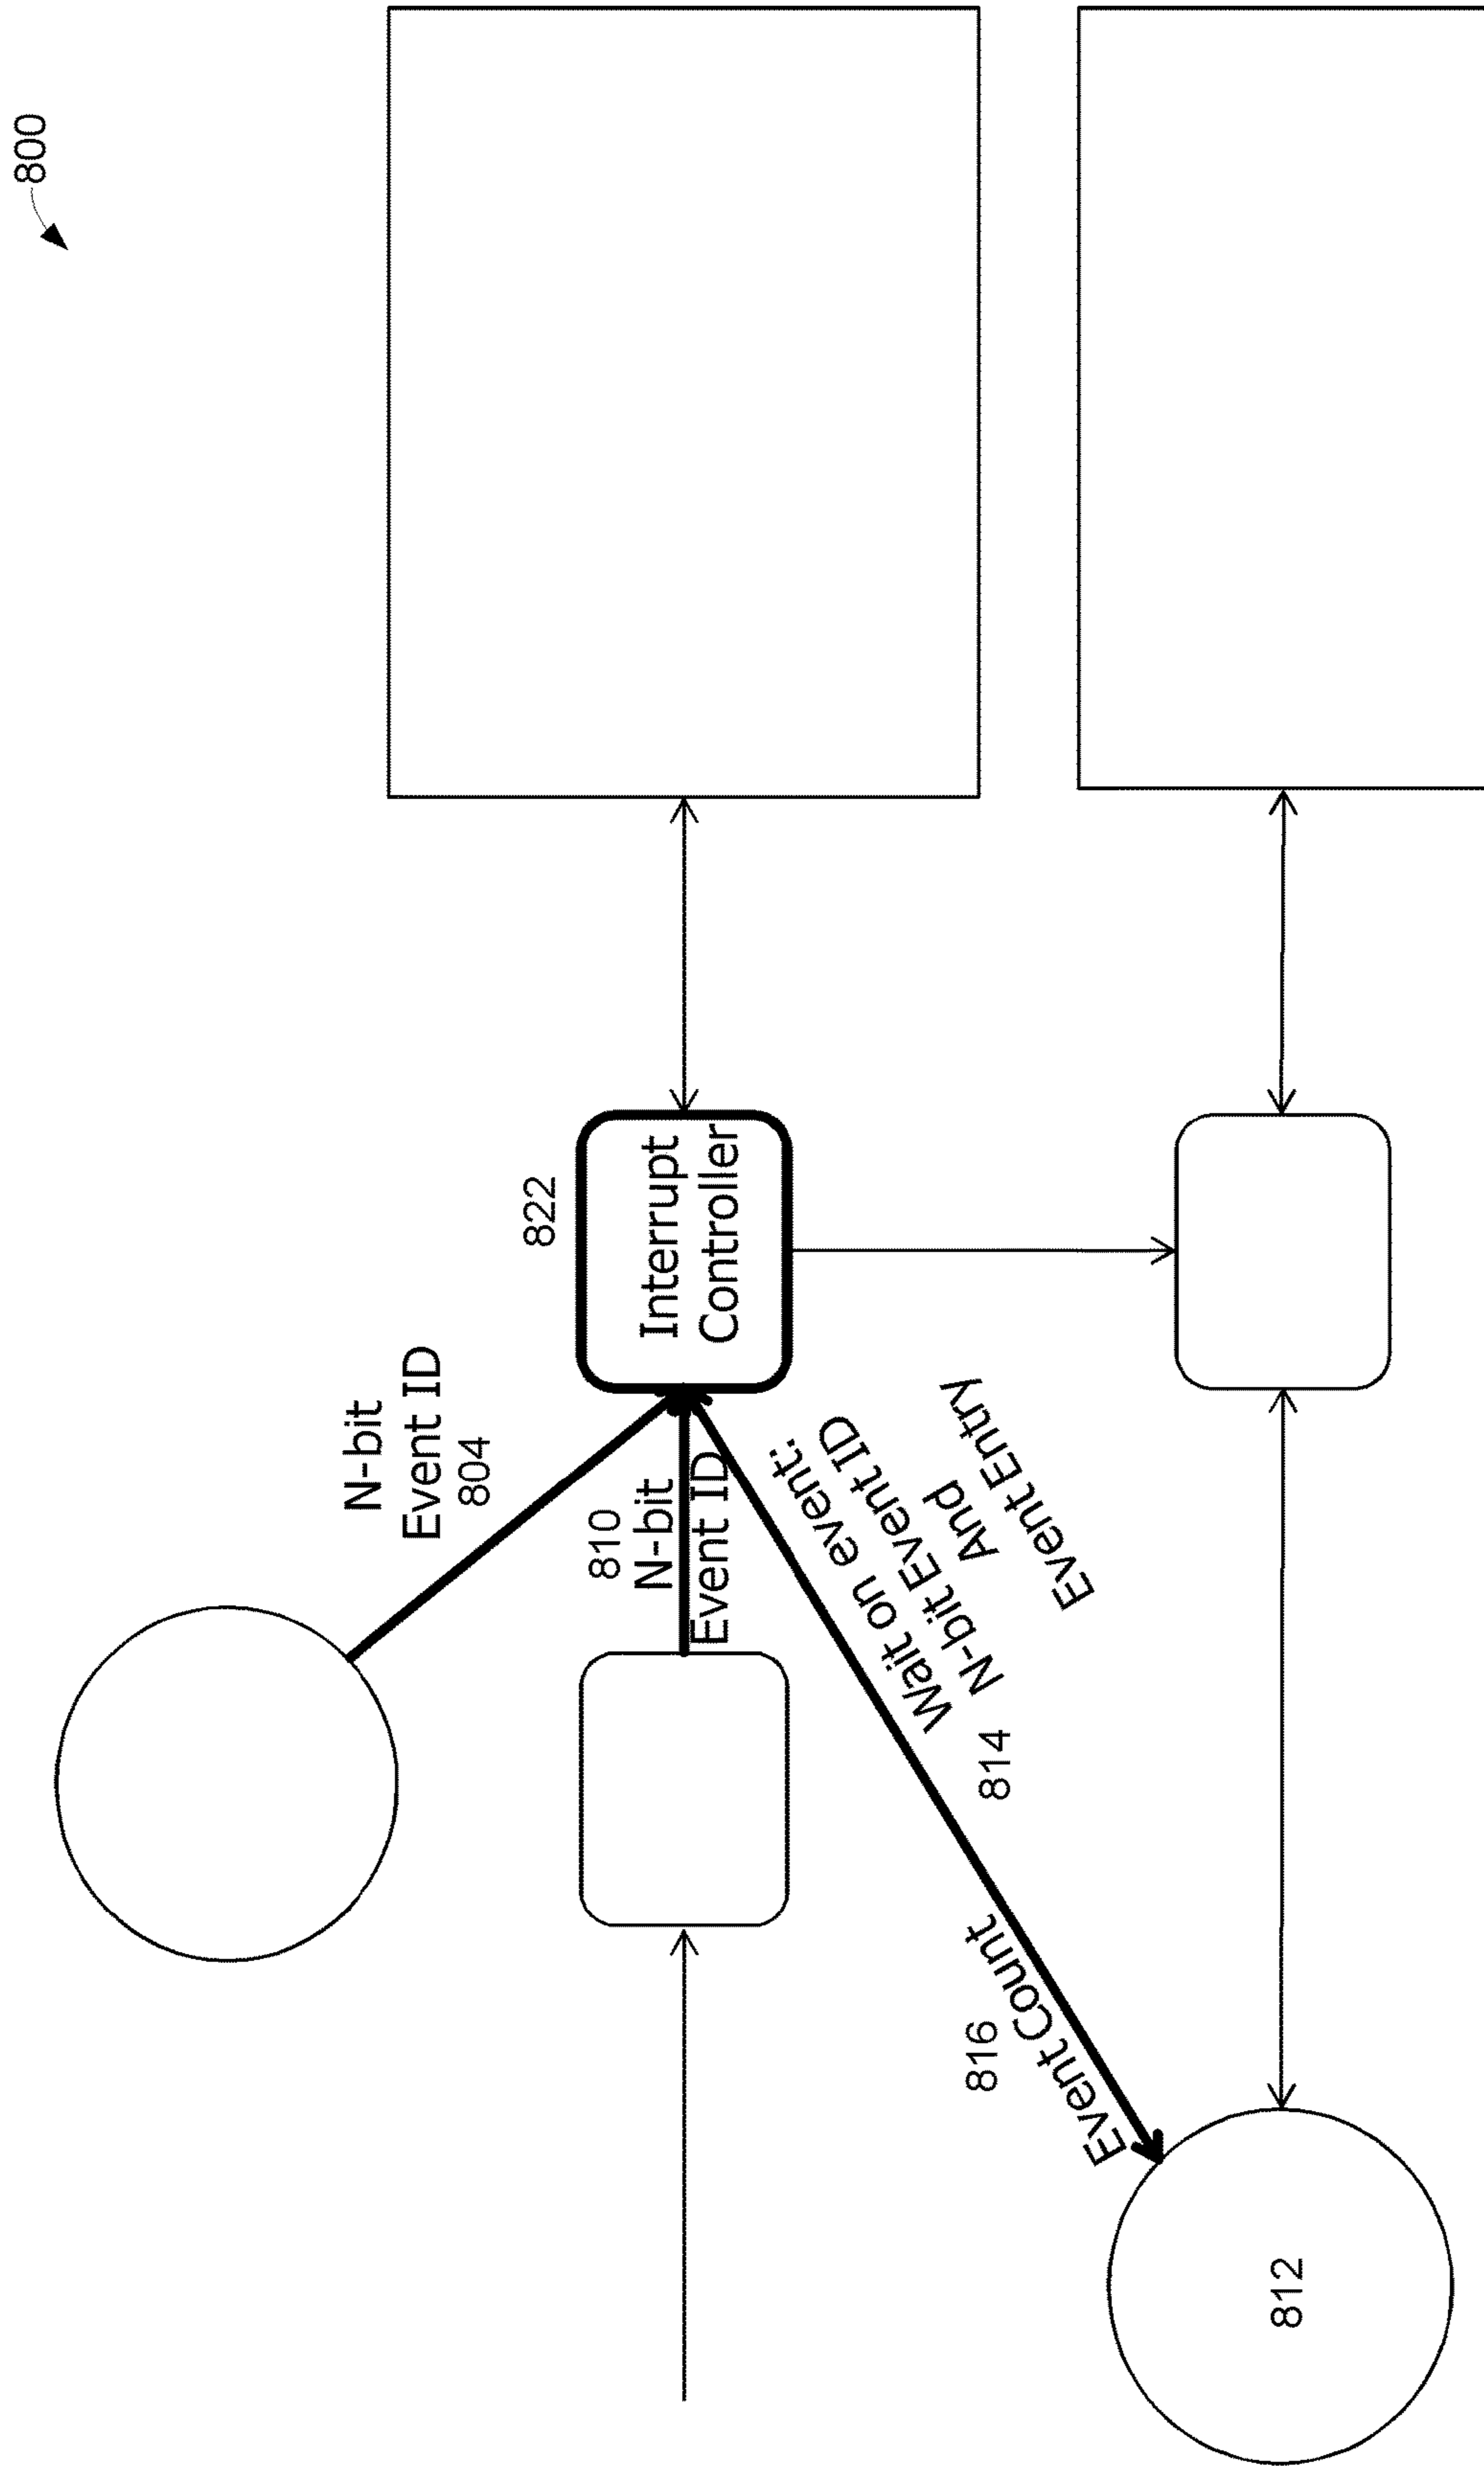 800
N-bit
Event ID
804
822
Interrupt
Controller
810
N-bit
Event ID
Wait on event:
N-bit Event ID
And
Event Entry
814
816
Event Count
812